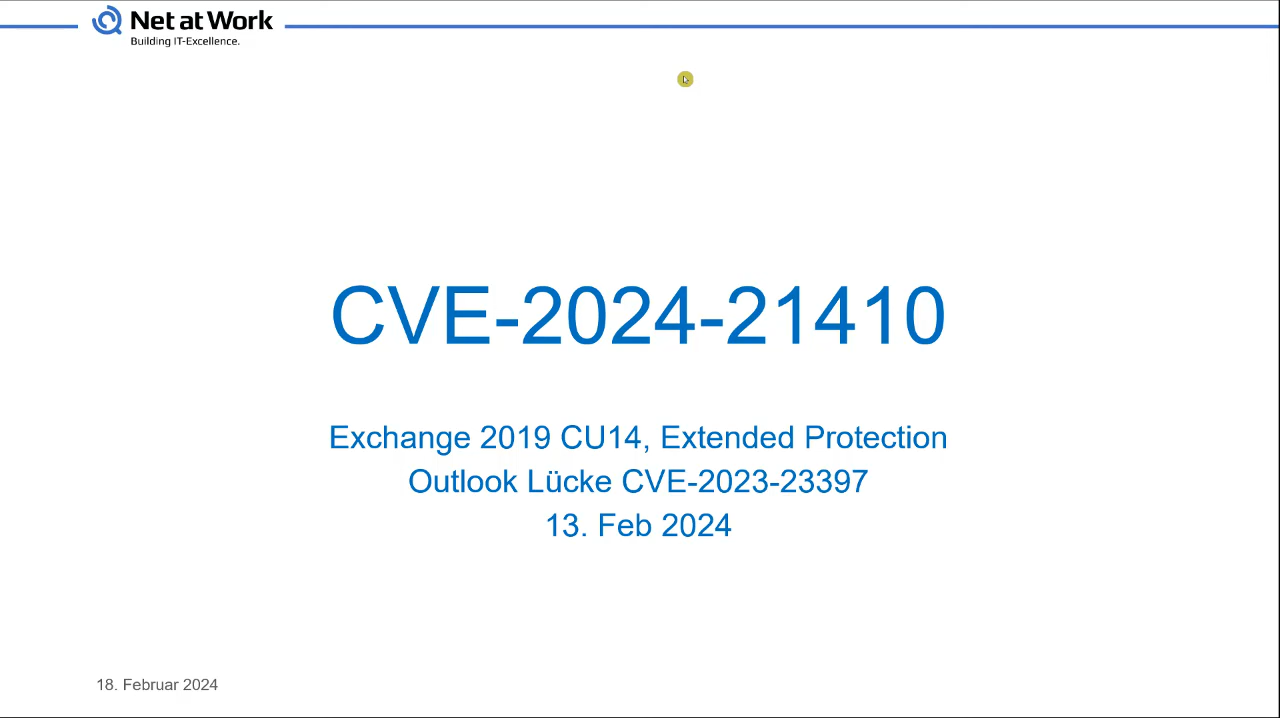 Net at Work
Building IT-Excellence.
CVE-2024-21410
Exchange 2019 CU14, Extended Protection
Outlook Lücke CVE-2023-23397
13. Feb 2024
18. Februar 2024